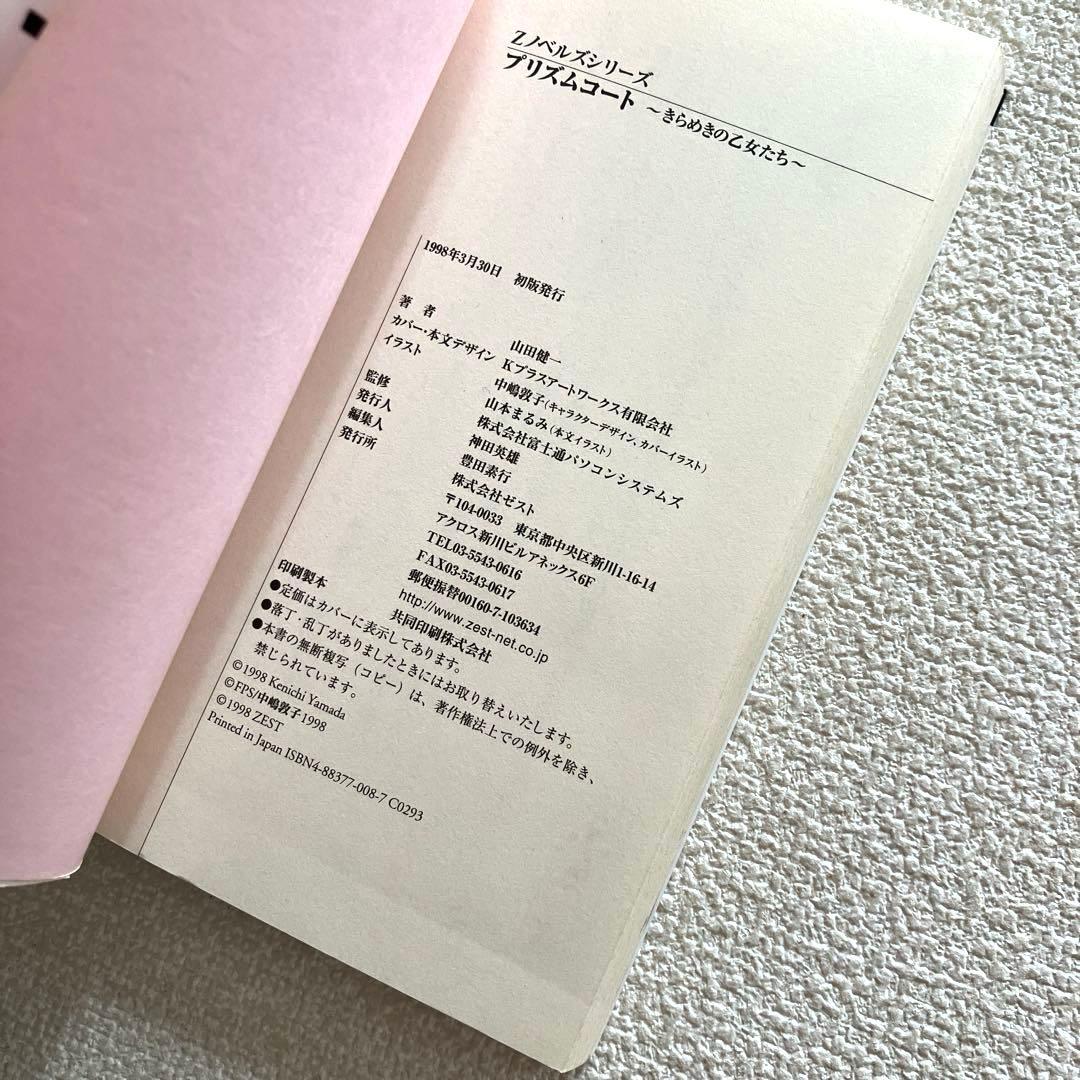 Zノベルズシリーズ
プリズムコート ～きらめきの乙女たち～
1998年3月30日　初版発行
著　者　山田健一
カバー・本文デザイン　Kプラスアートワークス有限会社
イラスト　中嶋敦子（キャラクターデザイン、カバーイラスト）
山本まるみ（本文イラスト）
監修　株式会社富士通パソコンシステムズ
発行人　神田英雄
編集人　豊田素行
発行所　株式会社ゼスト
〒104-0033　東京都中央区新川1-16-14
アクロス新川ビルアネックス6F
TEL03-5543-0616
FAX03-5543-0617
郵便振替00160-7-103634
http://www.zest-net.co.jp
印刷製本　共同印刷株式会社
●定価はカバーに表示してあります。
●落丁・乱丁がありましたときにはお取り替えいたします。
●本書の無断複写（コピー）は、著作権法上での例外を除き、
禁じられています。
©1998 Kenichi Yamada
©FPS/中嶋敦子1998
©1998 ZEST
Printed in Japan ISBN4-88377-008-7 C0293